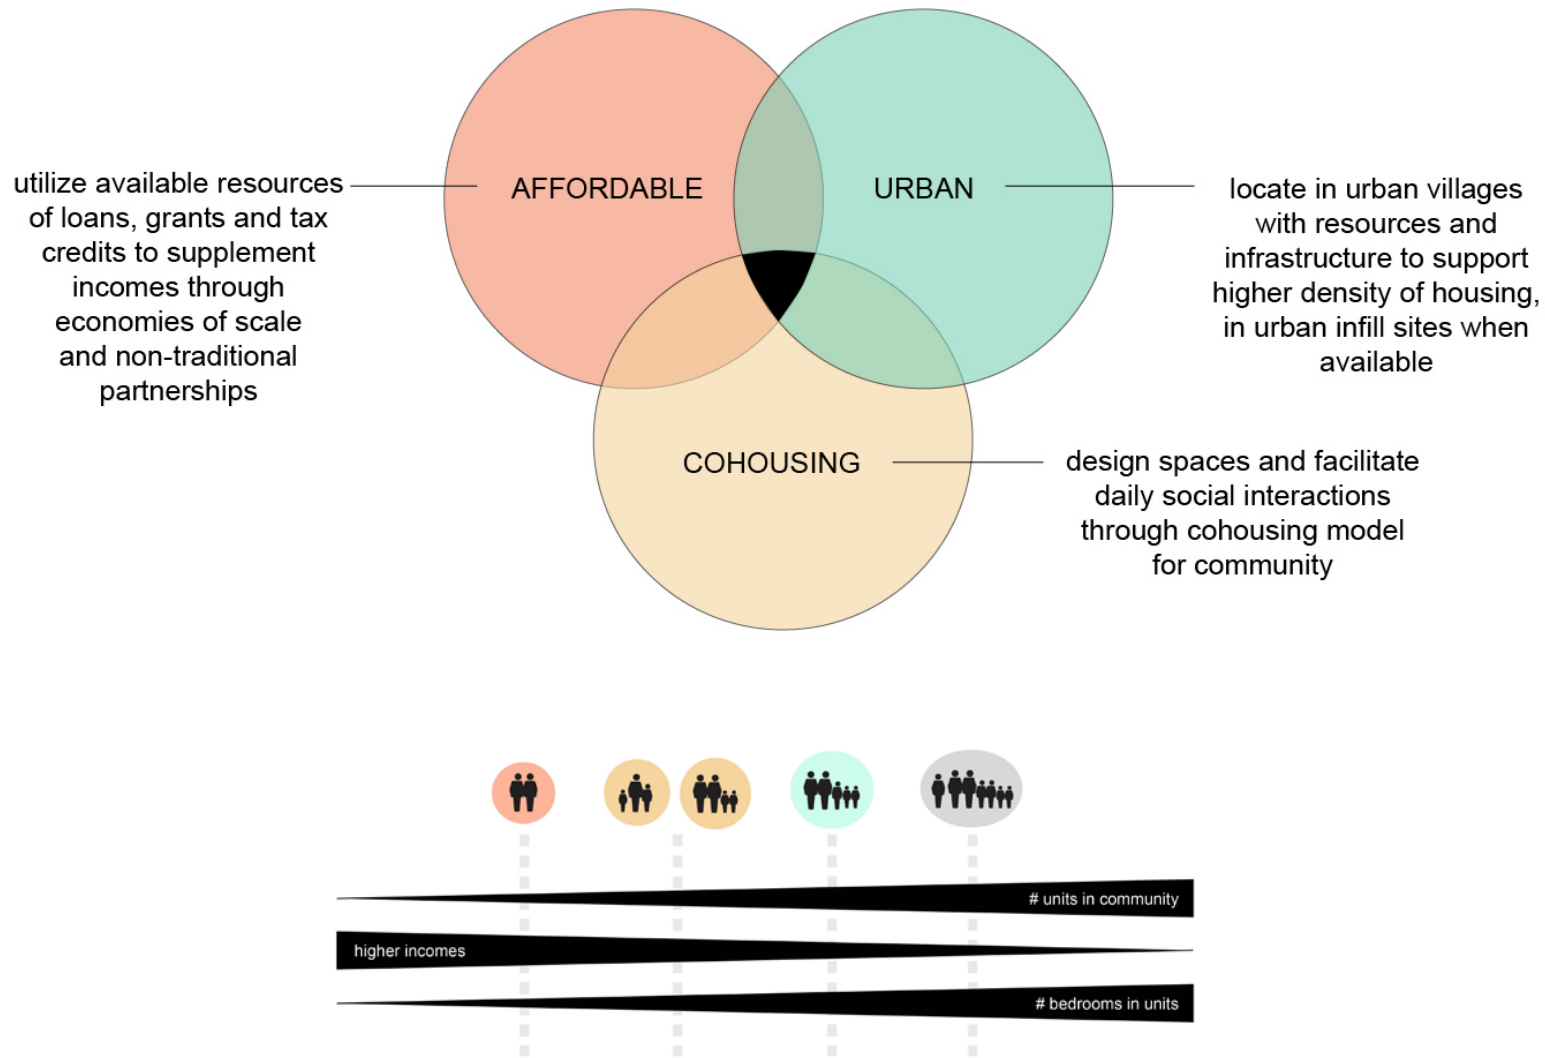 AFFORDABLE
URBAN
utilize available resources
of loans, grants and tax
credits to supplement
incomes through
economies of scale
and non-traditional
partnerships
locate in urban villages
with resources and
infrastructure to support
higher density of housing,
in urban infill sites when
available
COHOUSING
design spaces and facilitate
daily social interactions
through cohousing model
for community
# units in community
higher incomes
# bedrooms in units